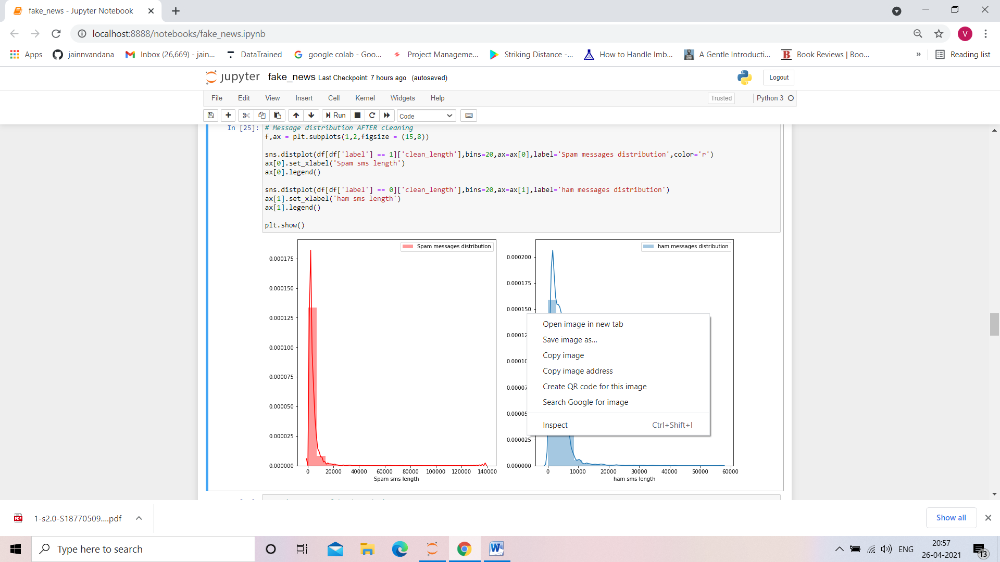 fake_news - Jupyter Notebook
localhost:8888/notebooks/fake_news.ipynb
V
Apps jainnvandana Inbox (26,669) - jain... DataTrained google colab - Goo... Project Manageme... Striking Distance -... How to Handle Imb... A Gentle Introducti... Book Reviews | Boo... » Reading list
jupyter fake_news Last Checkpoint: 7 hours ago (autosaved) Logout
File Edit View Insert Cell Kernel Widgets Help Trusted Python 3
Run Code
In [25]: # Message distribution AFTER cleaning
f,ax = plt.subplots(1,2,figsize = (15,8))
sns.distplot(df[df['label'] == 1]['clean_length'],bins=20,ax=ax[0],label='Spam messages distribution',color='r')
ax[0].set_xlabel('Spam sms length')
ax[0].legend()
sns.distplot(df[df['label'] == 0]['clean_length'],bins=20,ax=ax[1],label='ham messages distribution')
ax[1].set_xlabel('ham sms length')
ax[1].legend()
plt.show()
Spam messages distribution
0.000175
0.000150
0.000125
0.000100
0.000075
0.000050
0.000025
0.000000
0 20000 40000 60000 80000 100000 120000 140000
Spam sms length
ham messages distribution
0.000200
0.000175
0.000150
0.000025
0.000000
0 10000 20000 30000 40000 50000 60000
ham sms length
Open image in new tab
Save image as...
Copy image
Copy image address
Create QR code for this image
Search Google for image
Inspect Ctrl+Shift+I
PDF 1-s2.0-S18770509....pdf Show all
Type here to search
ENG
20:57
26-04-2021
13